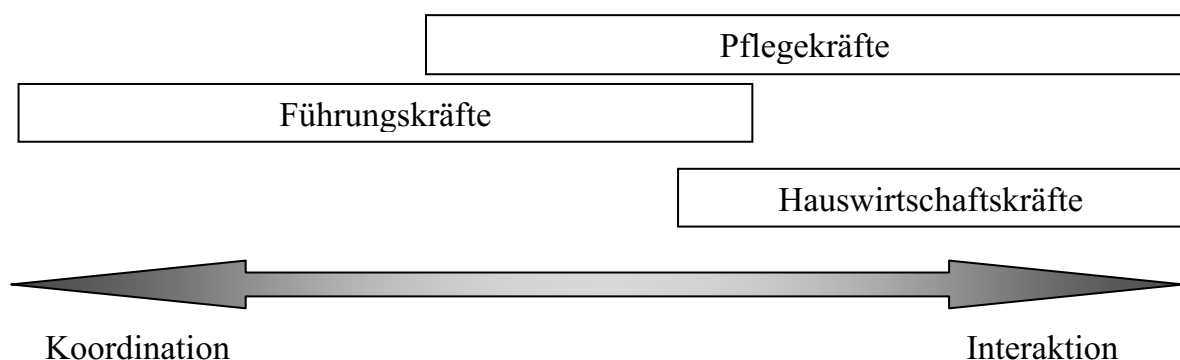 Pflegekräfte
Führungskräfte
Hauswirtschaftskräfte
Koordination
Interaktion